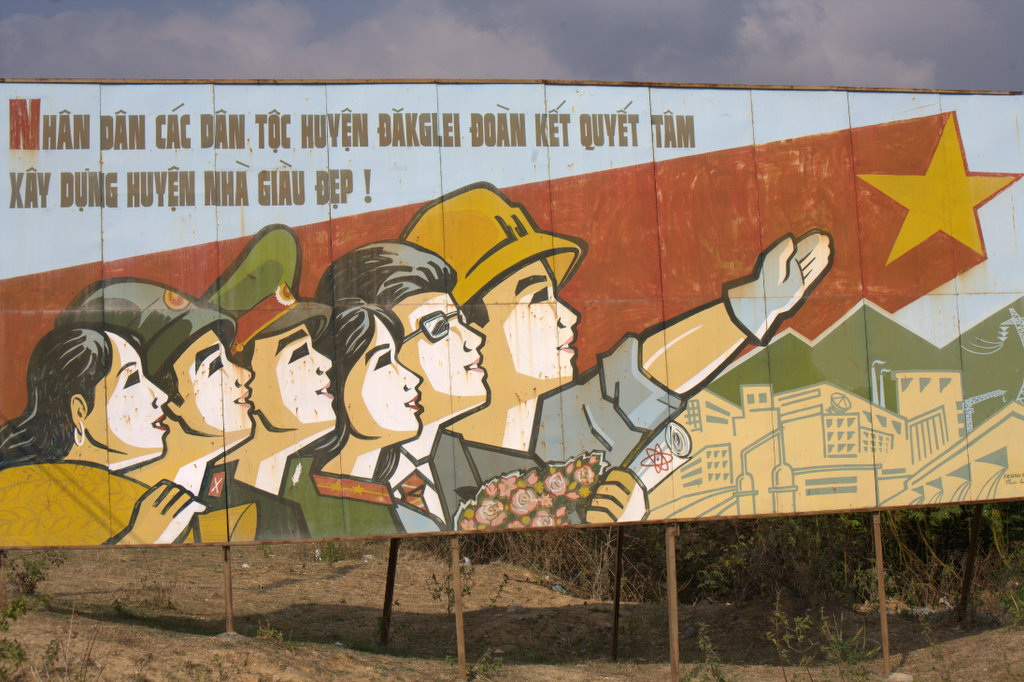 NHÂN DÂN CÁC DÂN TỘC HUYỆN ĐĂKGLEI ĐOÀN KẾT QUYẾT TÂM
XÂY DỰNG HUYỆN NHÀ GIÀU ĐẸP !